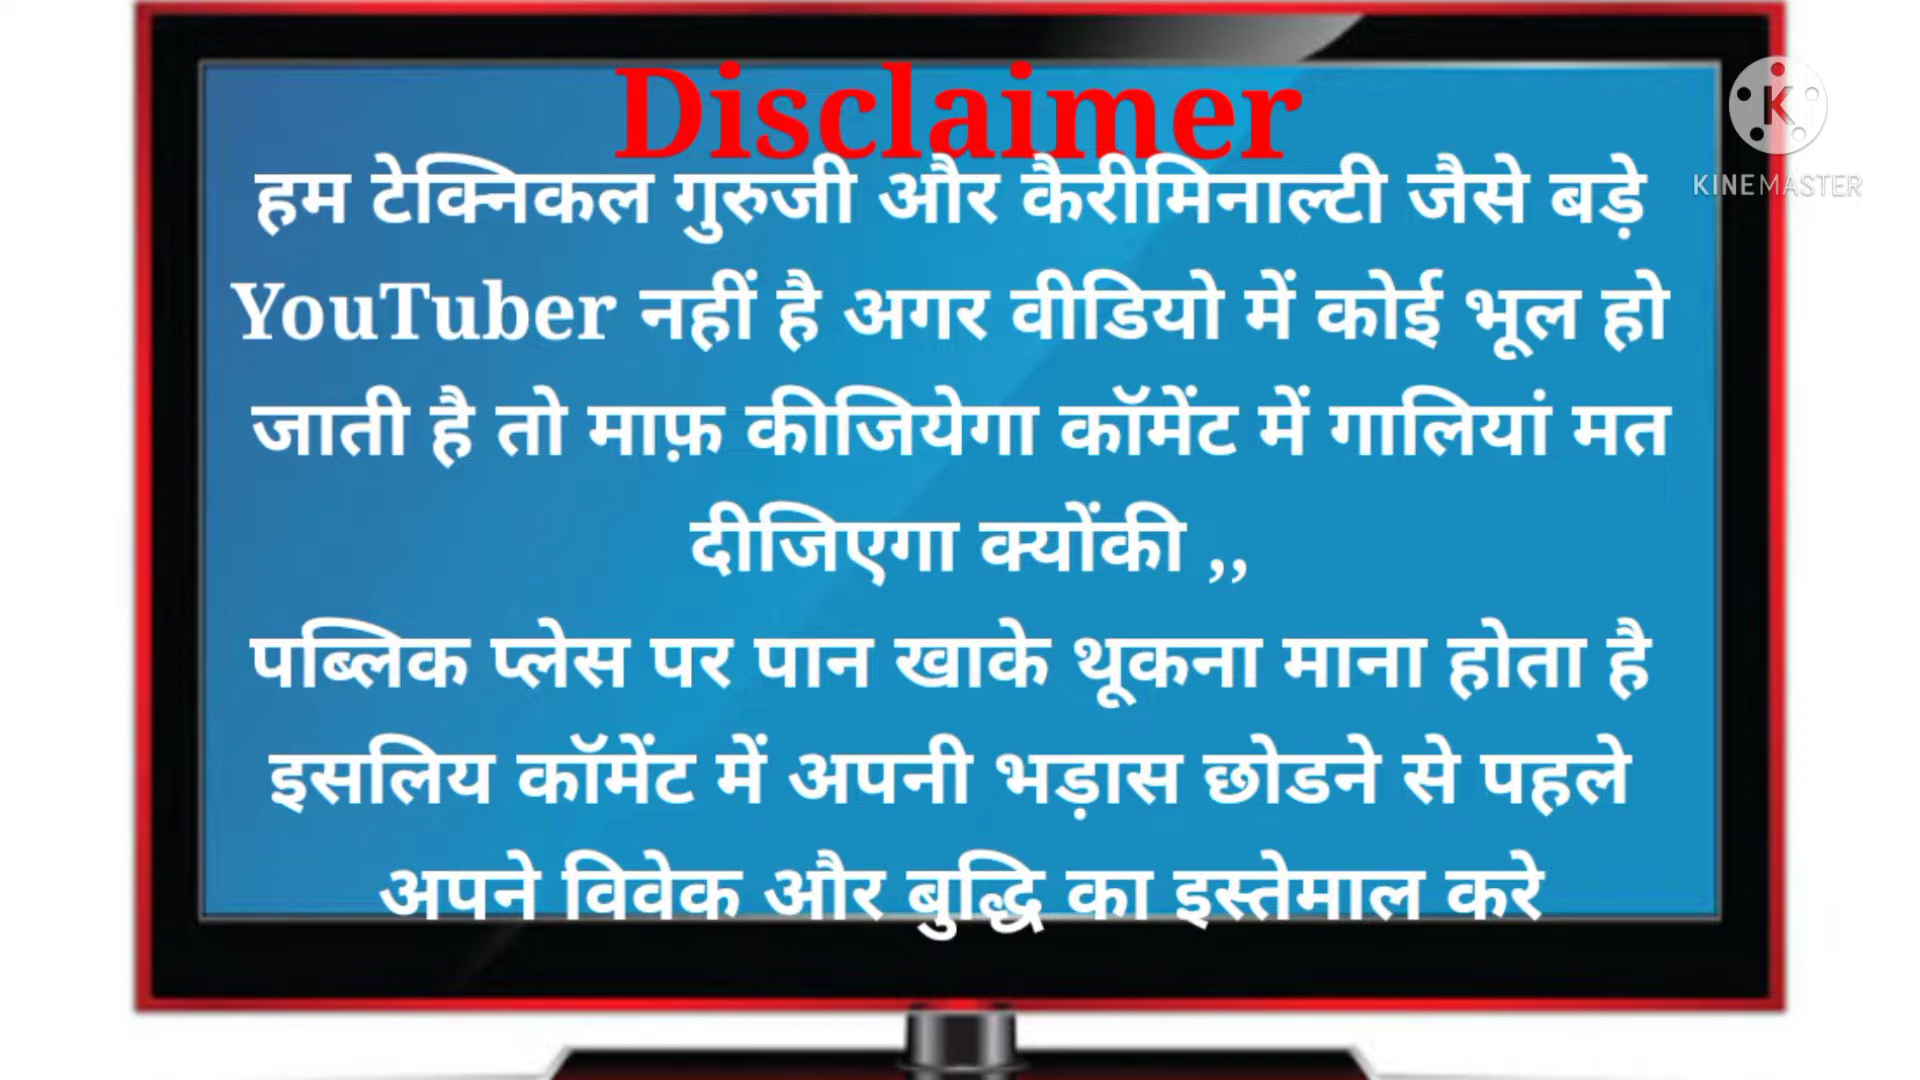 Disclaimer
हम टेक्निकल गुरुजी और कैरीमिनाल्टी जैसे बड़े
YouTuber नहीं है अगर वीडियो में कोई भूल हो
जाती है तो माफ़ कीजियेगा कॉमेंट में गालियां मत
दीजिएगा क्योंकी ,,
पब्लिक प्लेस पर पान खाके थूकना माना होता है
इसलिय कॉमेंट में अपनी भड़ास छोडने से पहले
अपने विवेक और बुद्धि का इस्तेमाल करे
K
KINEMASTER